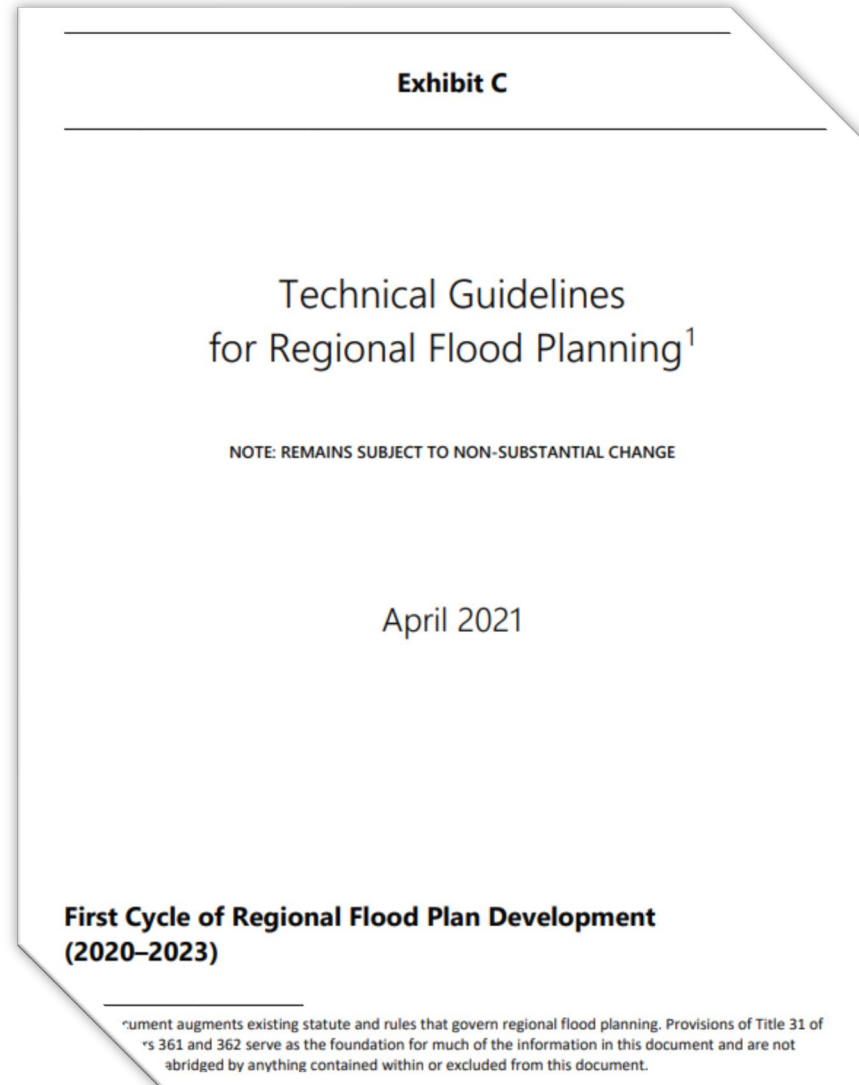 Exhibit C
Technical Guidelines
for Regional Flood Planning¹
NOTE: REMAINS SUBJECT TO NON-SUBSTANTIAL CHANGE
April 2021
First Cycle of Regional Flood Plan Development
(2020–2023)
augments existing statute and rules that govern regional flood planning. Provisions of Title 31 of
361 and 362 serve as the foundation for much of the information in this document and are not
abridged by anything contained within or excluded from this document.